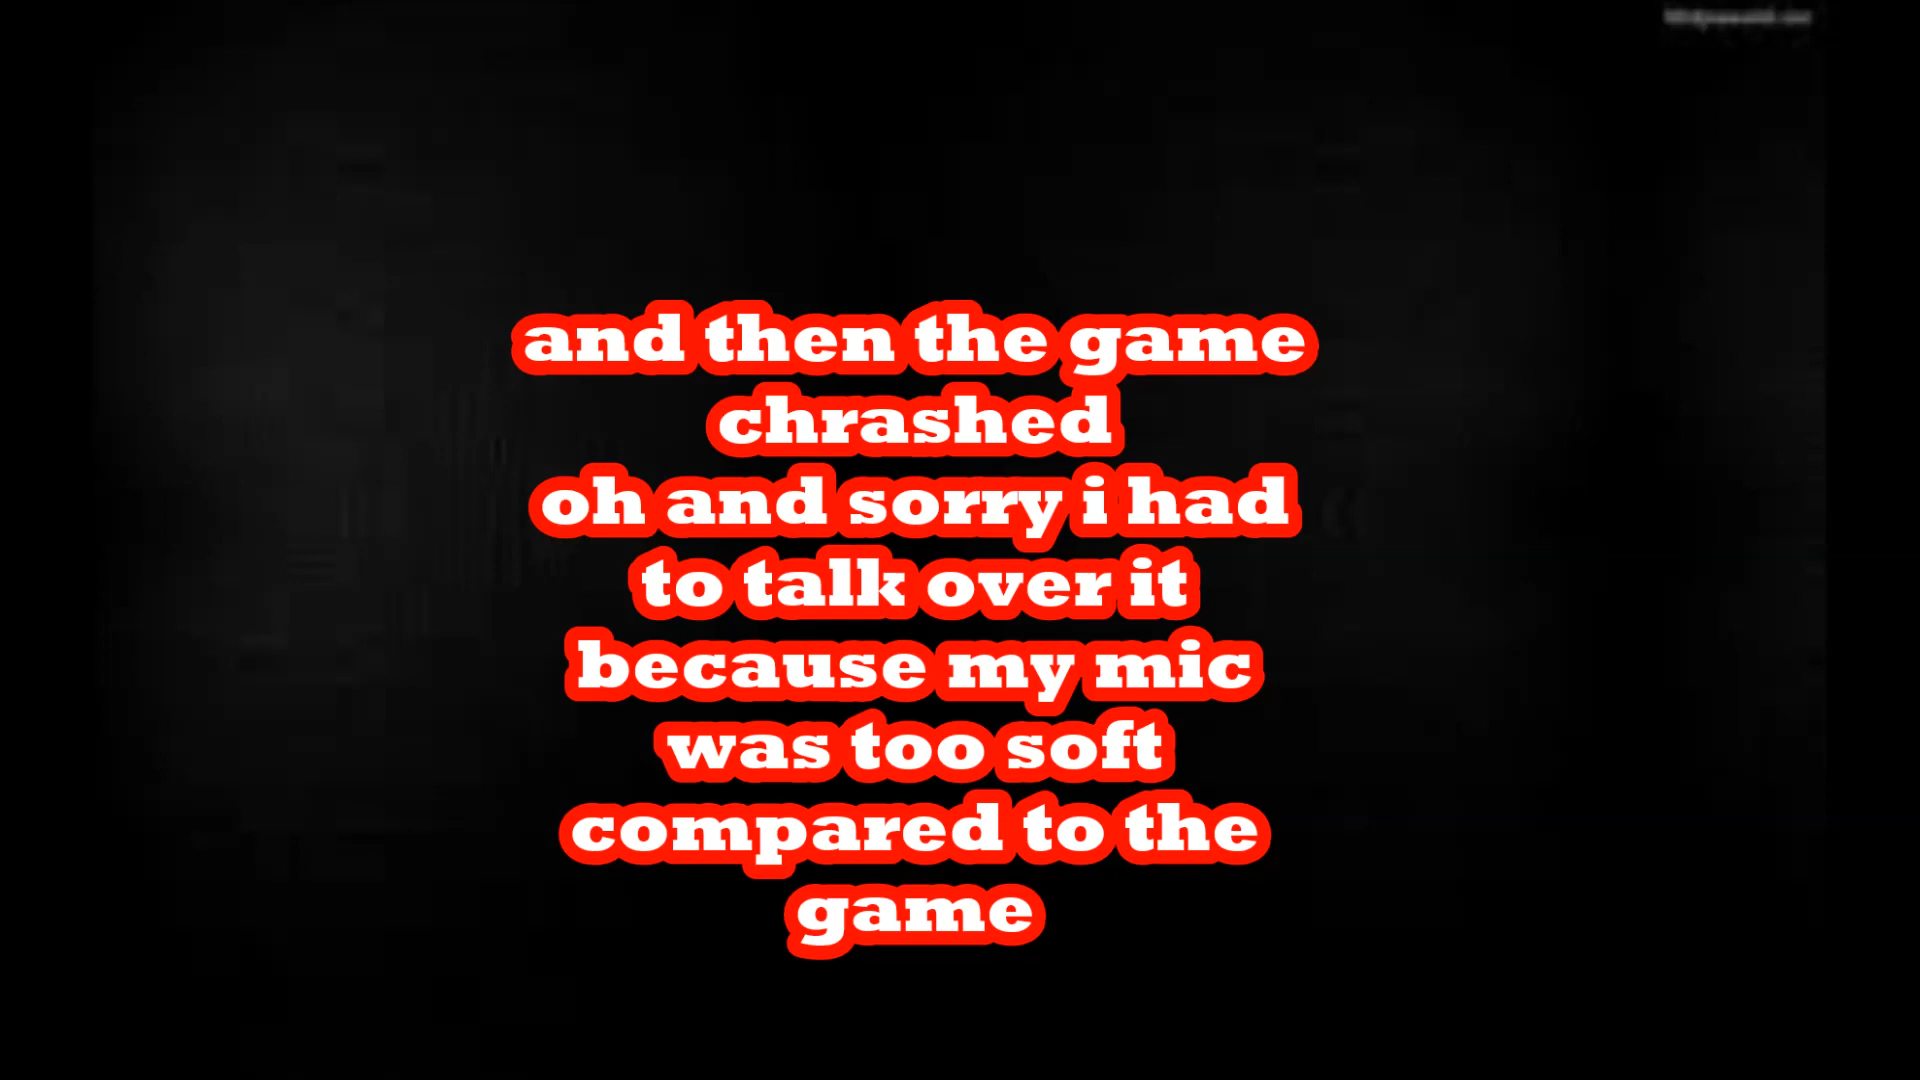 and then the game
chrashed
oh and sorry i had
to talk over it
because my mic
was too soft
compared to the
game